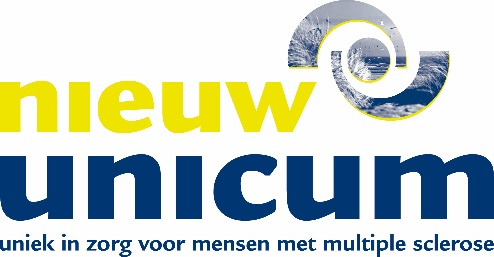 nieuw
unicum
uniek in zorg voor mensen met multiple sclerose